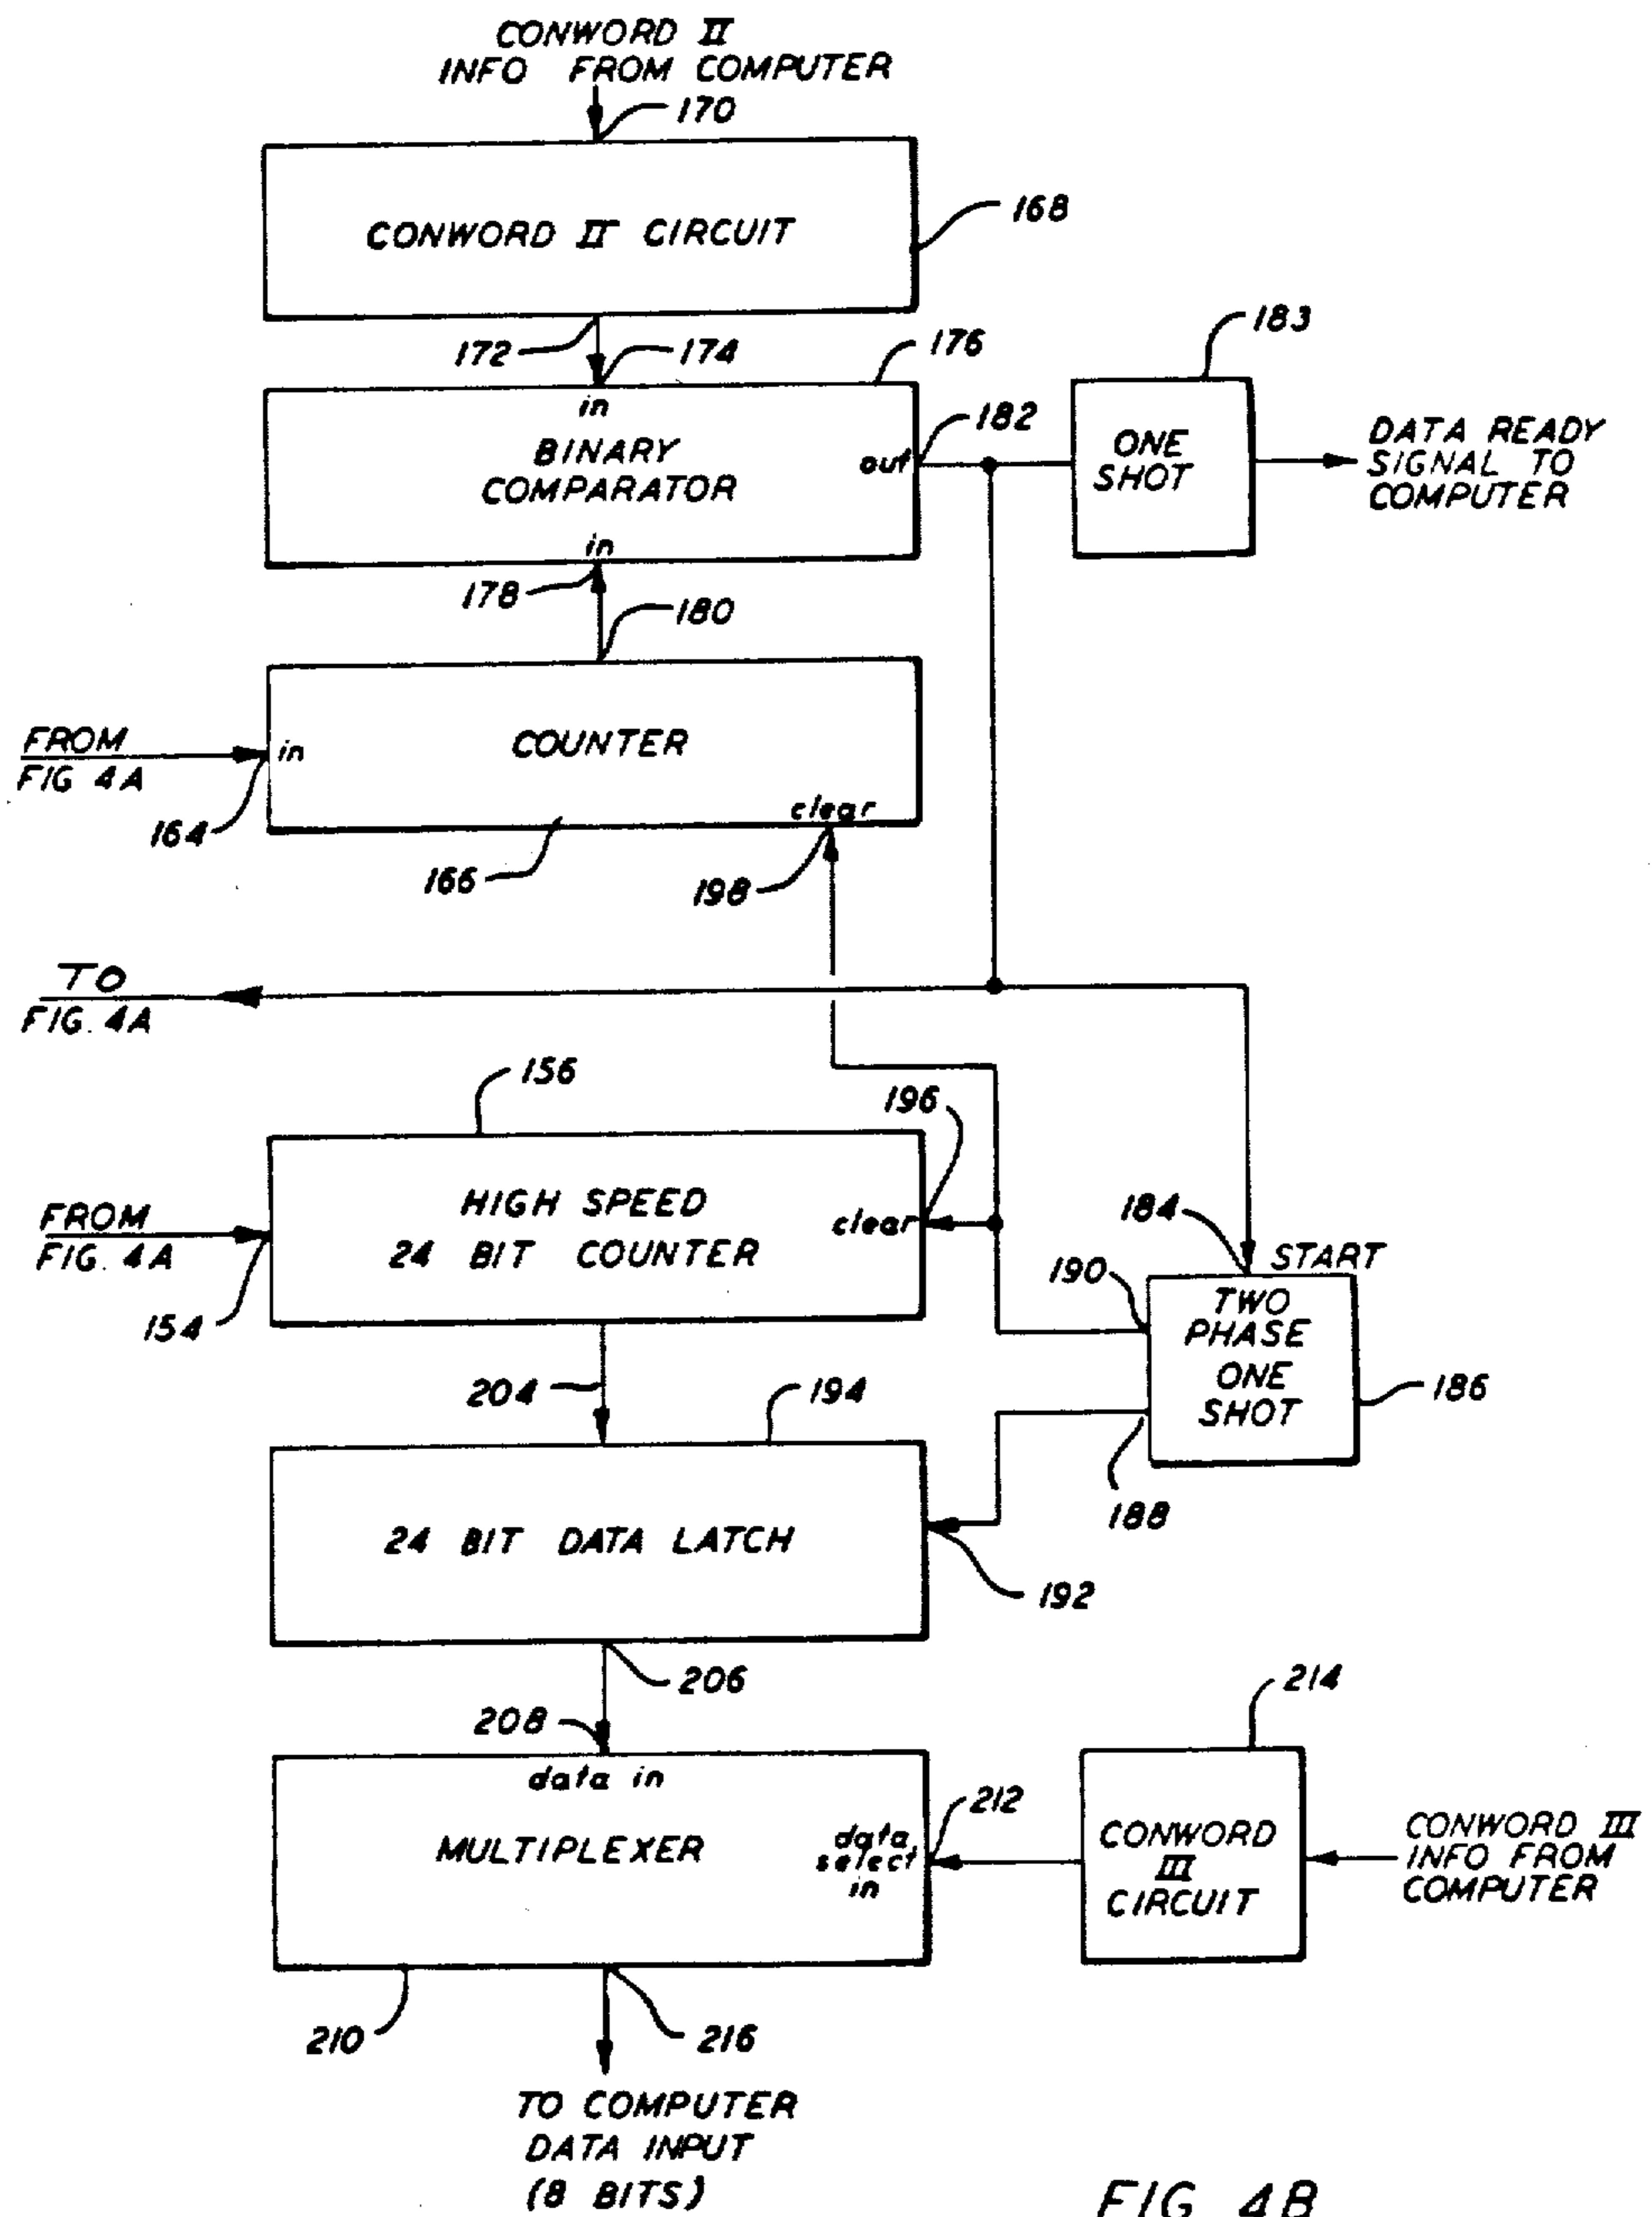 CONWORD II
INFO FROM COMPUTER
170
CONWORD II CIRCUIT
168
172
174
176
183
in
BINARY
COMPARATOR
out
in
182
ONE
SHOT
DATA READY
SIGNAL TO
COMPUTER
178
180
FROM
FIG 4A
in
COUNTER
clear
164
166
198
TO
FIG. 4A
156
196
HIGH SPEED
24 BIT COUNTER
clear
FROM
FIG. 4A
154
184
START
190
TWO
PHASE
ONE
SHOT
186
188
204
194
24 BIT DATA LATCH
192
206
208
214
data in
MULTIPLEXER
data
select
in
212
CONWORD
III
CIRCUIT
CONWORD III
INFO FROM
COMPUTER
210
216
TO COMPUTER
DATA INPUT
(8 BITS)
FIG 4B